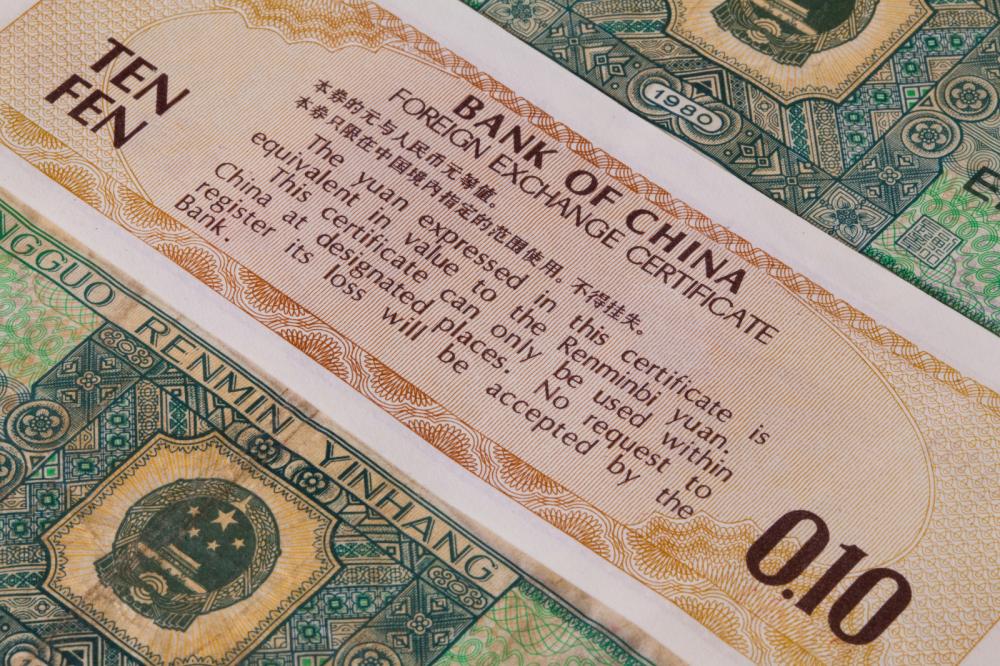 TEN
FEN
BANK OF CHINA
FOREIGN EXCHANGE CERTIFICATE
本券的元与人民币元等值。
本券只限在中国境内指定的范围使用。不得挂失。
The yuan expressed in this certificate is
equivalent in value to the Renminbi yuan.
This certificate can only be used within
China at designated places. No request to
register its loss will be accepted by the
Bank.
0.10
1980
E
NGGUO RENMIN YINHANG